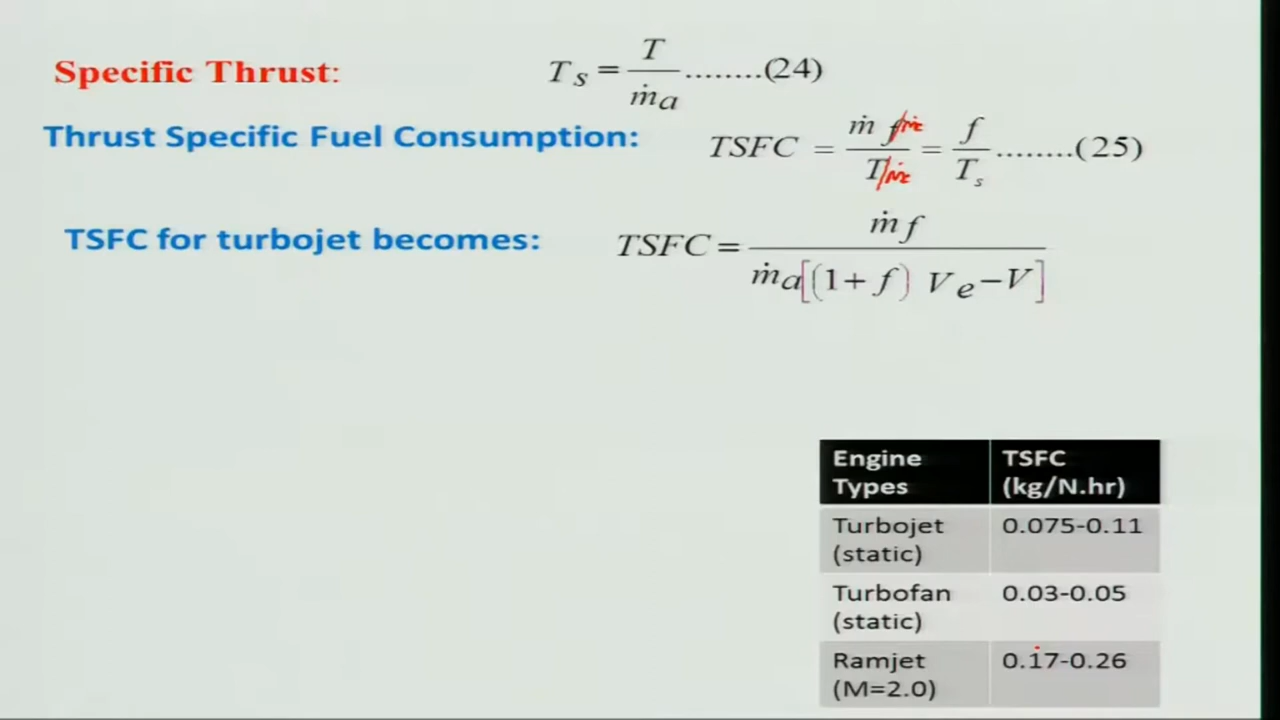 Specific Thrust: T_s = T / ṁ_a ........(24)
Thrust Specific Fuel Consumption: TSFC = ṁ_f / T = f / T_s ........(25)
TSFC for turbojet becomes: TSFC = ṁ_f / ṁ_a[(1+ f) V_e − V]
Engine Types TSFC (kg/N.hr)
Turbojet (static) 0.075-0.11
Turbofan (static) 0.03-0.05
Ramjet (M=2.0) 0.17-0.26